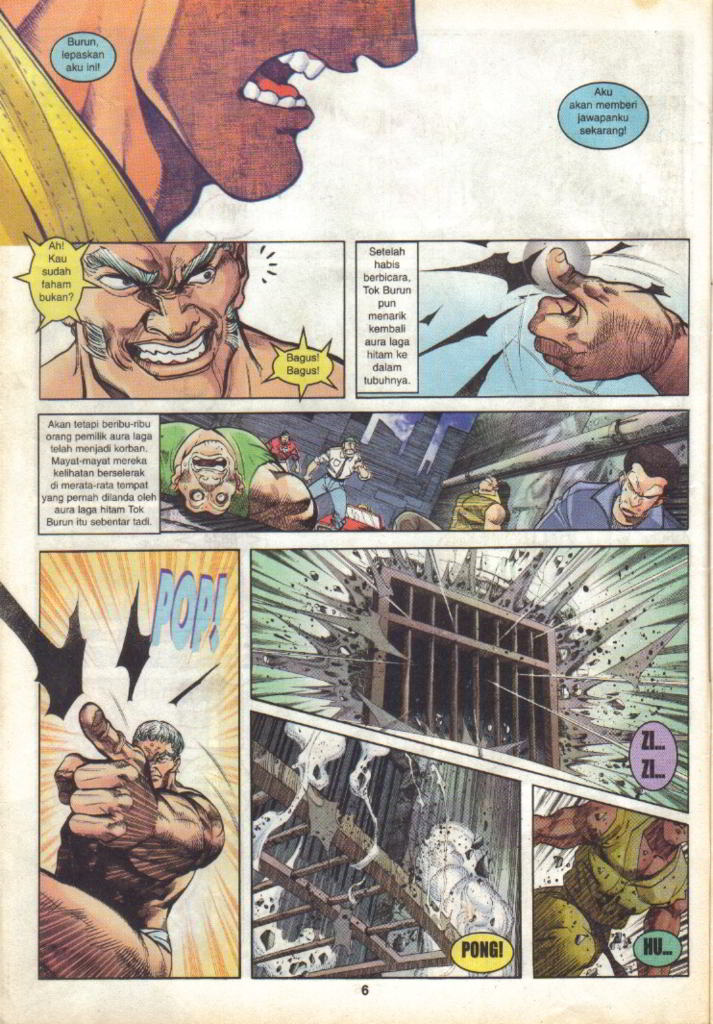 Burun,
lepaskan
aku ini!
Aku
akan memberi
jawapanku
sekarang!
Ah!
Kau
sudah
faham
bukan?
Bagus!
Bagus!
Setelah
habis
berbicara,
Tok Burun
pun
menarik
kembali
aura laga
hitam ke
dalam
tubuhnya.
Akan tetapi beribu-ribu
orang pemilik aura laga
telah menjadi korban.
Mayat-mayat mereka
kelihatan berselerak
di merata-rata tempat
yang pernah dilanda oleh
aura laga hitam Tok
Burun itu sebentar tadi.
POP!
ZI...
ZI...
PONG!
HU...
6